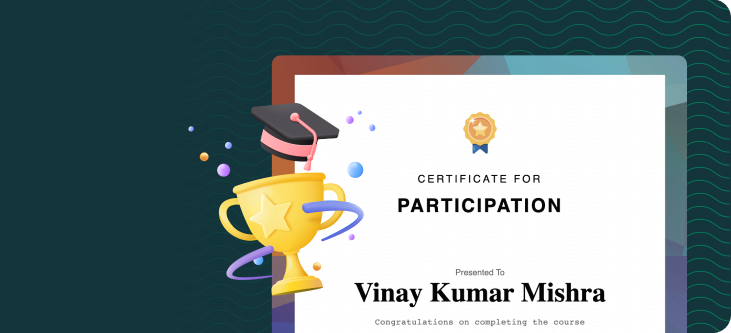 CERTIFICATE FOR
PARTICIPATION
Presented To
Vinay Kumar Mishra
Congratulations on completing the course